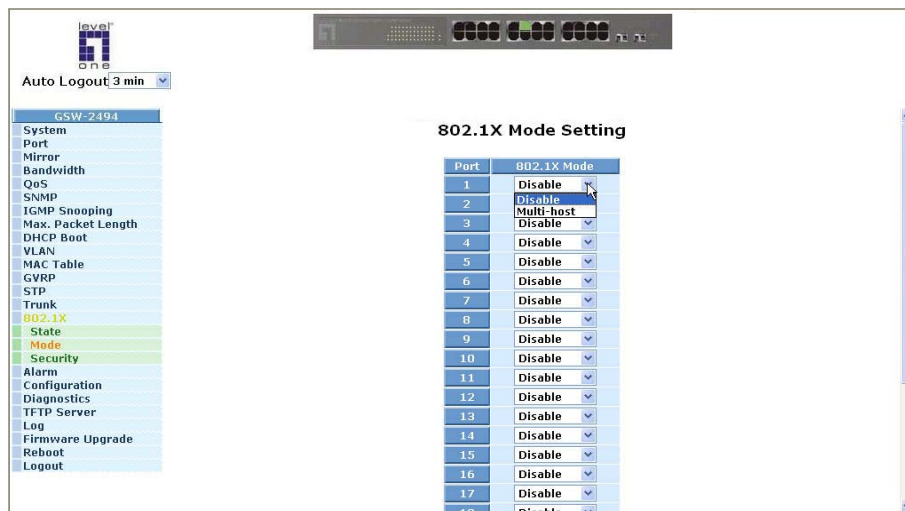 level
one
Auto Logout 3 min
GSW-2494
System
Port
Mirror
Bandwidth
QoS
SNMP
IGMP Snooping
Max. Packet Length
DHCP Boot
VLAN
MAC Table
GVRP
STP
Trunk
802.1X
State
Mode
Security
Alarm
Configuration
Diagnostics
TFTP Server
Log
Firmware Upgrade
Reboot
Logout
802.1X Mode Setting
Port 802.1X Mode
1 Disable
Disable
2
Multi-host
3 Disable
4 Disable
5 Disable
6 Disable
7 Disable
8 Disable
9 Disable
10 Disable
11 Disable
12 Disable
13 Disable
14 Disable
15 Disable
16 Disable
17 Disable
18 Disable